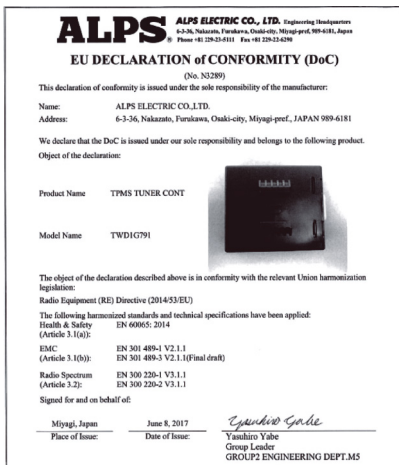 ALPS ® ALPS ELECTRIC CO., LTD. Engineering Headquarters
6-3-36, Nakazato, Furukawa, Osaki-city, Miyagi-pref, 989-6181, Japan
Phone +81 229-23-5111 Fax +81 229-22-6290
EU DECLARATION of CONFORMITY (DoC)
(No. N3289)
This declaration of conformity is issued under the sole responsibility of the manufacturer:
Name: ALPS ELECTRIC CO.,LTD.
Address: 6-3-36, Nakazato, Furukawa, Osaki-city, Miyagi-pref., JAPAN 989-6181
We declare that the DoC is issued under our sole responsibility and belongs to the following product.
Object of the declaration:
Product Name TPMS TUNER CONT
Model Name TWD1G791
The object of the declaration described above is in conformity with the relevant Union harmonization
legislation:
Radio Equipment (RE) Directive (2014/53/EU)
The following harmonized standards and technical specifications have been applied:
Health & Safety EN 60065: 2014
(Article 3.1(a)):
EMC EN 301 489-1 V2.1.1
(Article 3.1(b)): EN 301 489-3 V2.1.1(Final draft)
Radio Spectrum EN 300 220-1 V3.1.1
(Article 3.2): EN 300 220-2 V3.1.1
Signed for and on behalf of:
Miyagi, Japan June 8, 2017 Yasuhiro Yabe
Place of Issue: Date of Issue: Yasuhiro Yabe
Group Leader
GROUP2 ENGINEERING DEPT.M5